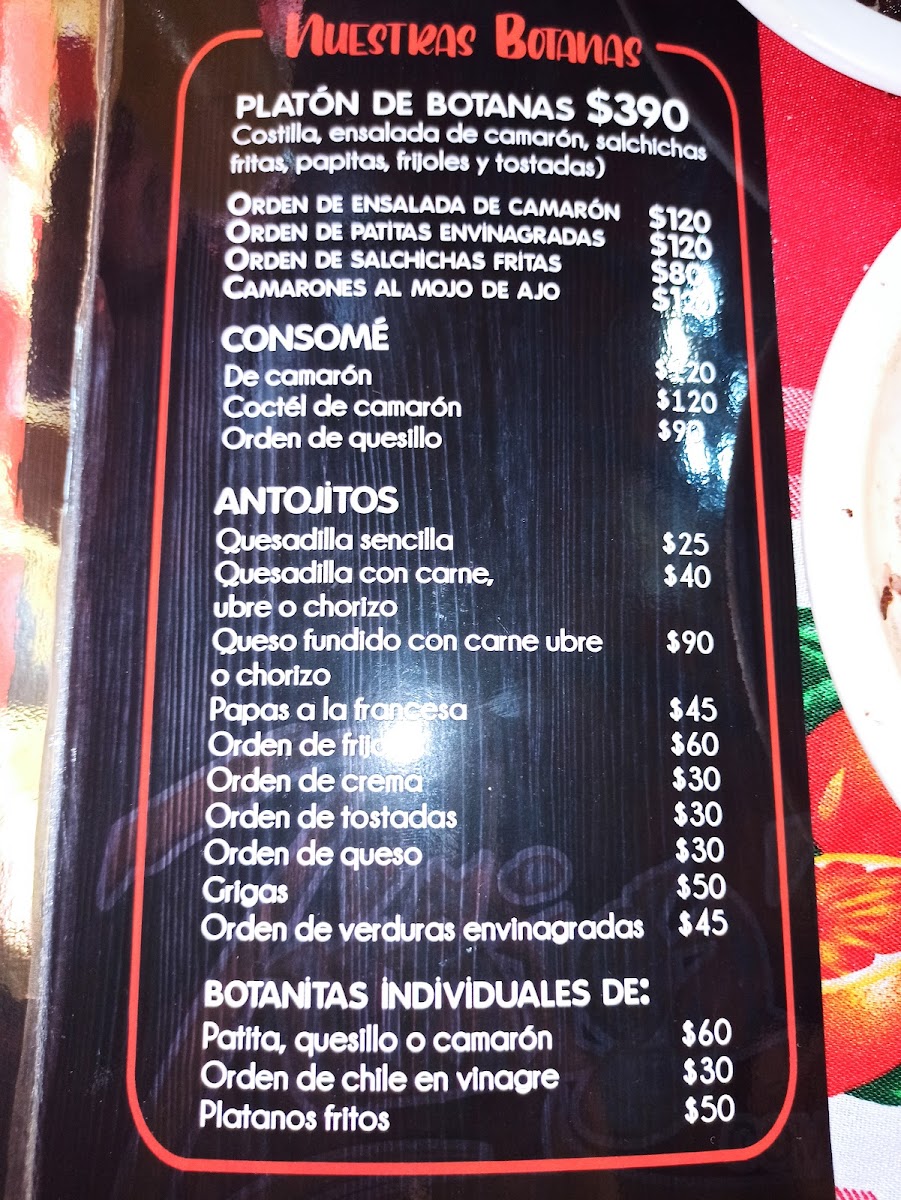 Nuestras Botanas
PLATÓN DE BOTANAS $390
Costilla, ensalada de camarón, salchichas
fritas, papitas, frijoles y tostadas)
ORDEN DE ENSALADA DE CAMARÓN $120
ORDEN DE PATITAS ENVINAGRADAS $120
ORDEN DE SALCHICHAS FRITAS $80
CAMARONES AL MOJO DE AJO
CONSOMÉ
De camarón
Coctél de camarón $120
Orden de quesillo
ANTOJITOS
Quesadilla sencilla $25
Quesadilla con carne, $40
ubre o chorizo
Queso fundido con carne ubre $90
o chorizo
Papas a la francesa $45
Orden de $60
Orden de crema $30
Orden de tostadas $30
Orden de queso $30
Grigas $50
Orden de verduras envinagradas $45
BOTANITAS INDIVIDUALES DE:
Patita, quesillo o camarón $60
Orden de chile en vinagre $30
Platanos fritos $50